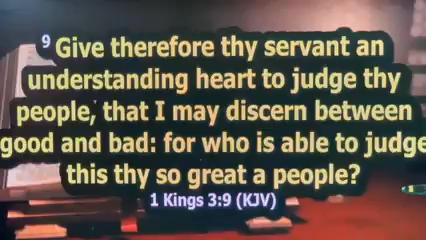 9 Give therefore thy servant an
understanding heart to judge thy
people, that I may discern between
good and bad: for who is able to judge
this thy so great a people?
1 Kings 3:9 (KJV)